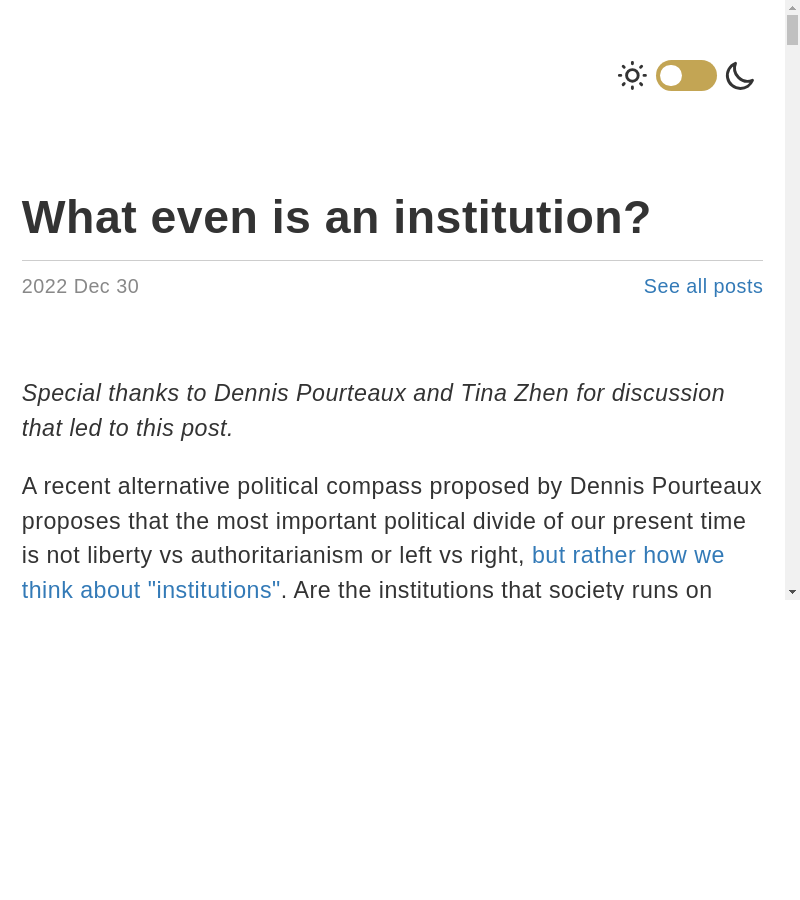 What even is an institution?
2022 Dec 30
See all posts
Special thanks to Dennis Pourteaux and Tina Zhen for discussion
that led to this post.
A recent alternative political compass proposed by Dennis Pourteaux
proposes that the most important political divide of our present time
is not liberty vs authoritarianism or left vs right, but rather how we
think about "institutions". Are the institutions that society runs on